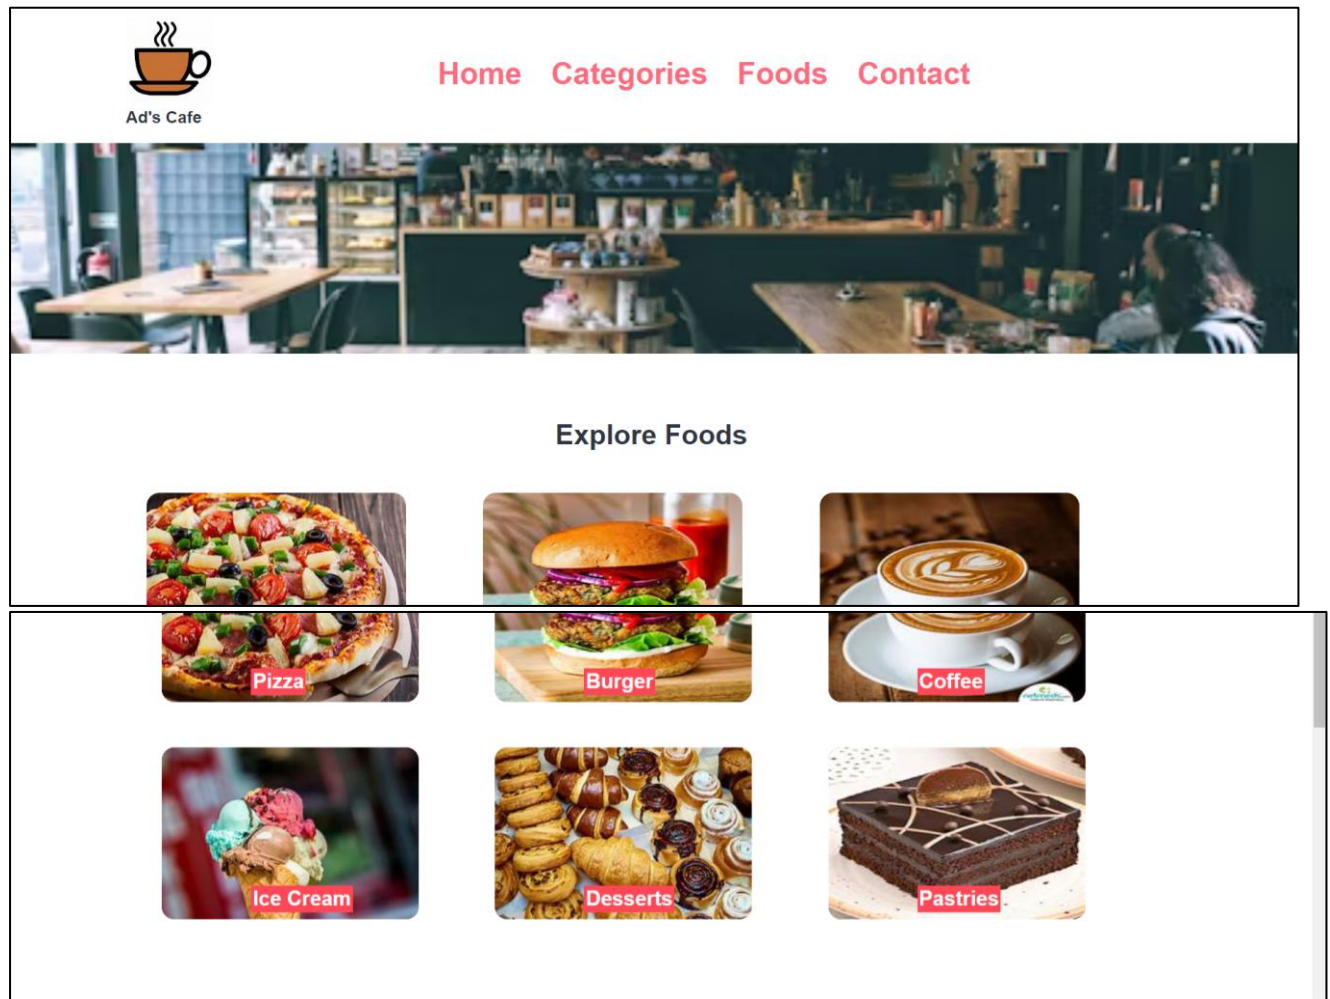 Home Categories Foods Contact
Ad's Cafe
Explore Foods
Pizza Burger Coffee
Ice Cream Desserts Pastries